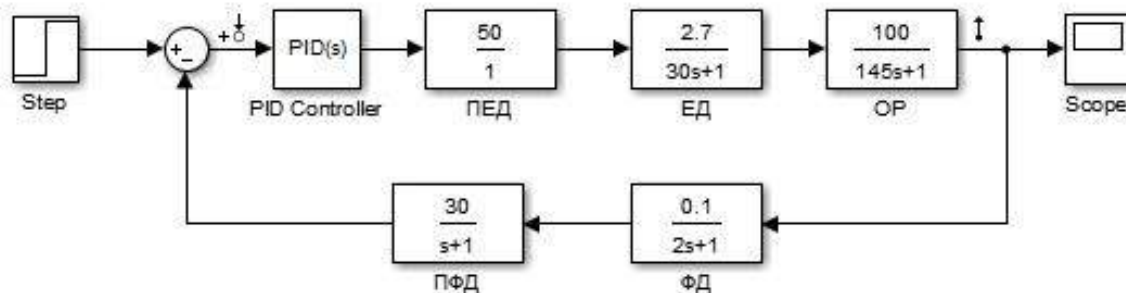 Step
+
−
+
PID(s)
PID Controller
50
1
ПЕД
2.7
30s+1
ЕД
100
145s+1
ОР
Scope
30
s+1
ПФД
0.1
2s+1
ФД